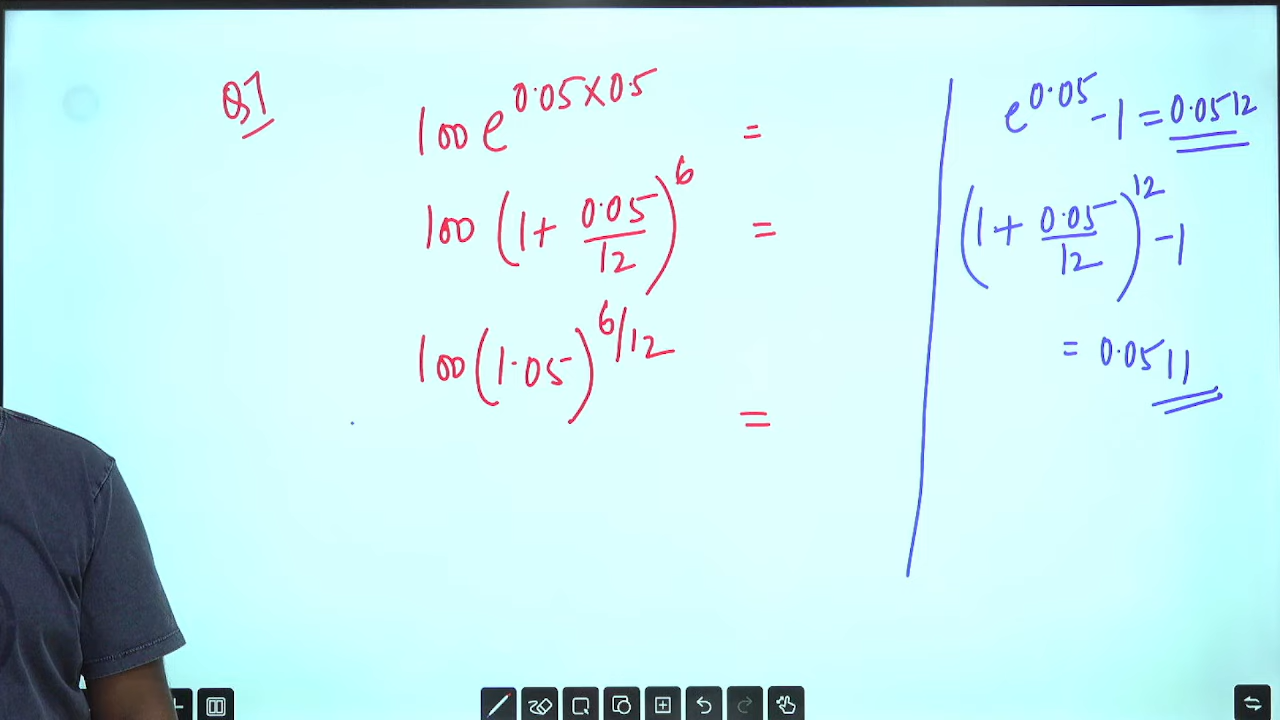 Q1
100 e^{0.05×0.5} =
100 (1 + 0.05/12)^6 =
100 (1.05)^{6/12} =
e^{0.05} - 1 = 0.0512
(1 + 0.05/12)^{12} - 1
= 0.0511